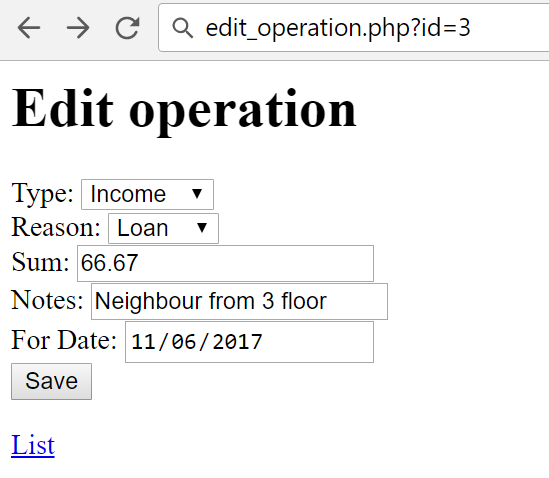 edit_operation.php?id=3
Edit operation
Type: Income
Reason: Loan
Sum: 66.67
Notes: Neighbour from 3 floor
For Date: 11/06/2017
Save
List